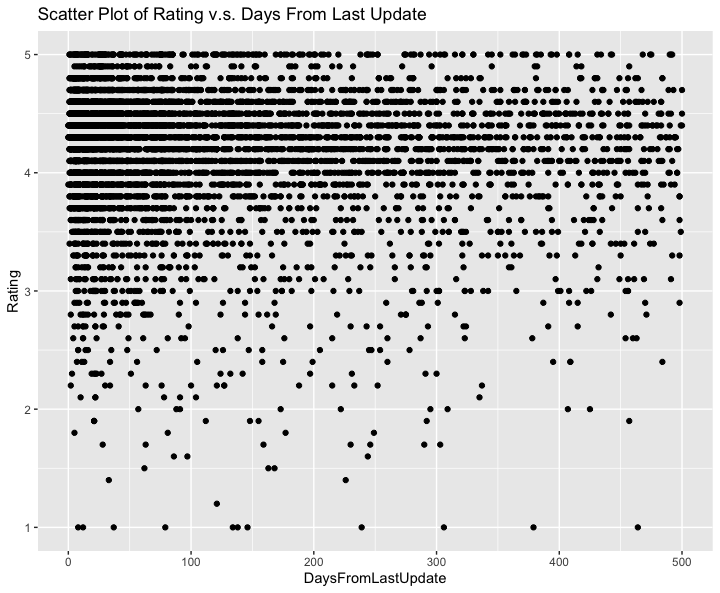 Scatter Plot of Rating v.s. Days From Last Update
5
4
3
2
1
Rating
0 100 200 300 400 500
DaysFromLastUpdate